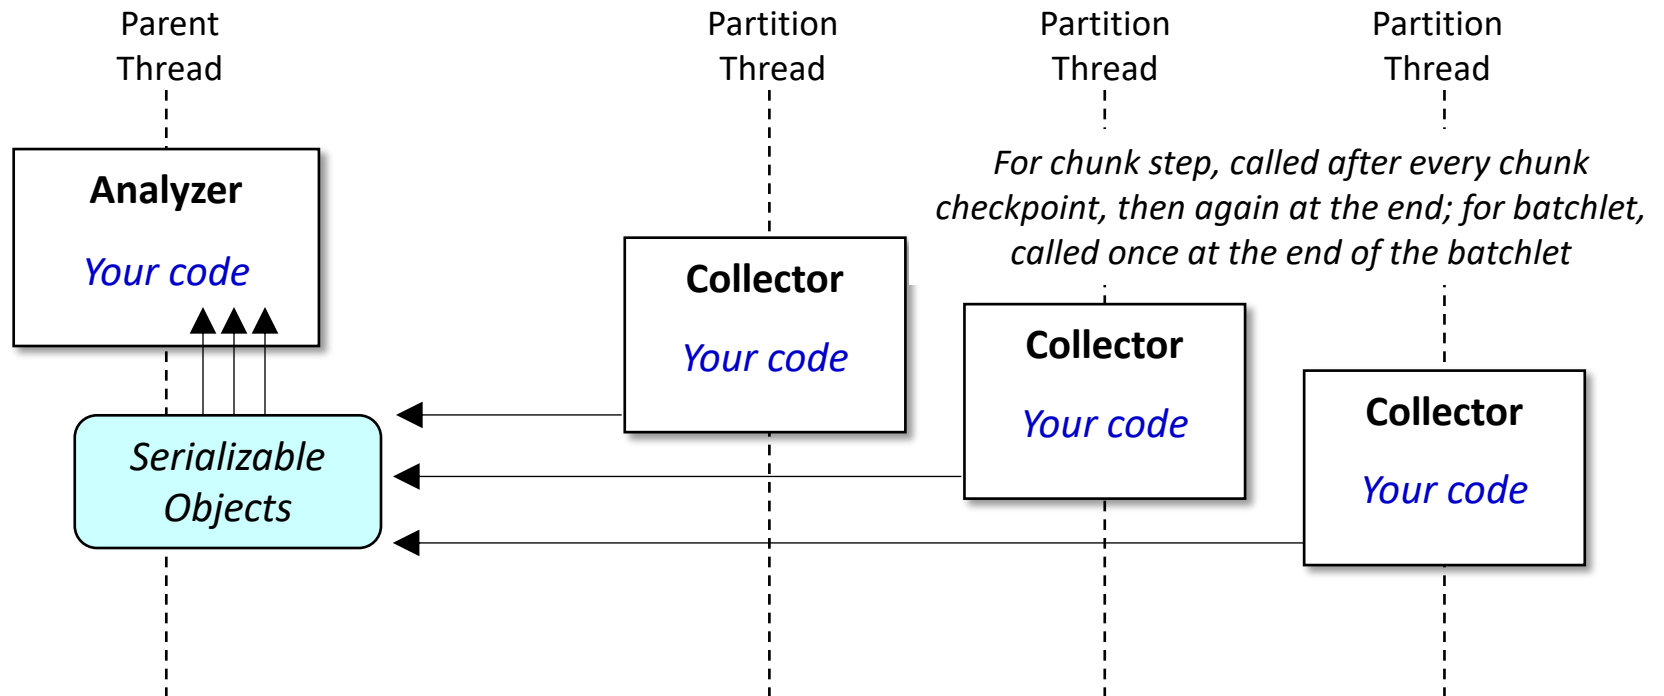 Parent
Thread
Partition
Thread
Partition
Thread
Partition
Thread
Analyzer
Your code
For chunk step, called after every chunk
checkpoint, then again at the end; for batchlet,
called once at the end of the batchlet
Collector
Your code
Collector
Your code
Collector
Your code
Serializable
Objects